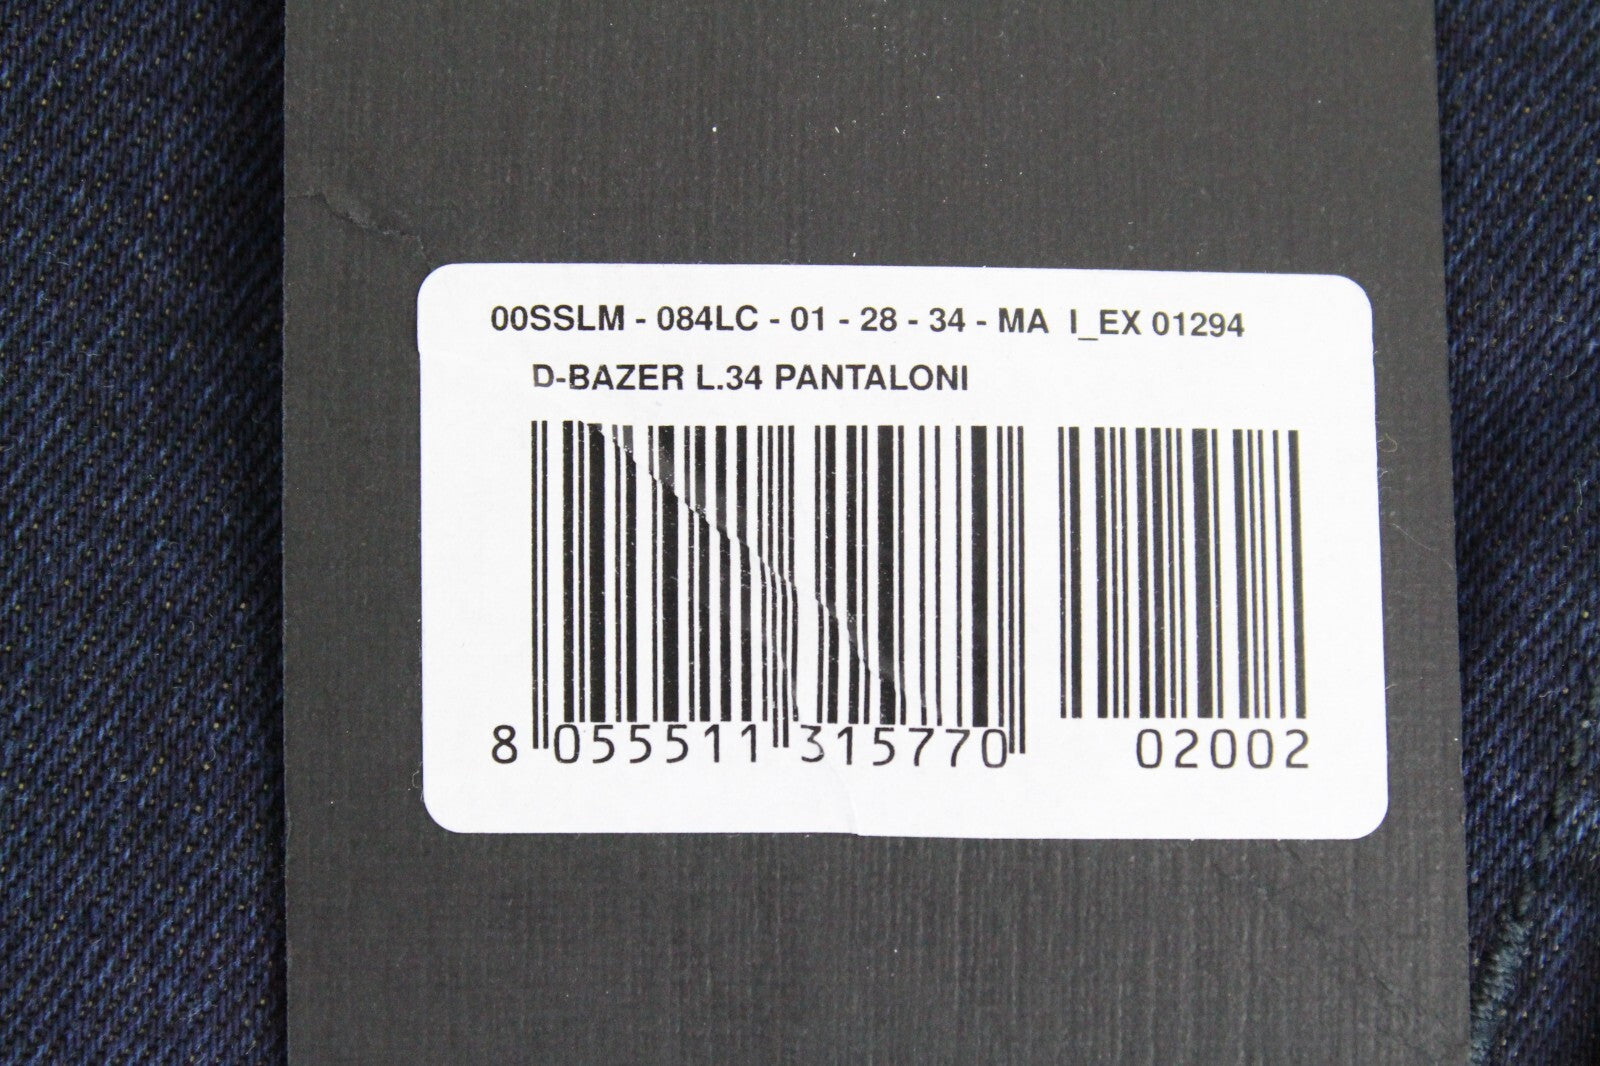 00SSLM - 084LC - 01 - 28 - 34 - MA I_EX 01294
D-BAZER L.34 PANTALONI
8 055511 315770 02002